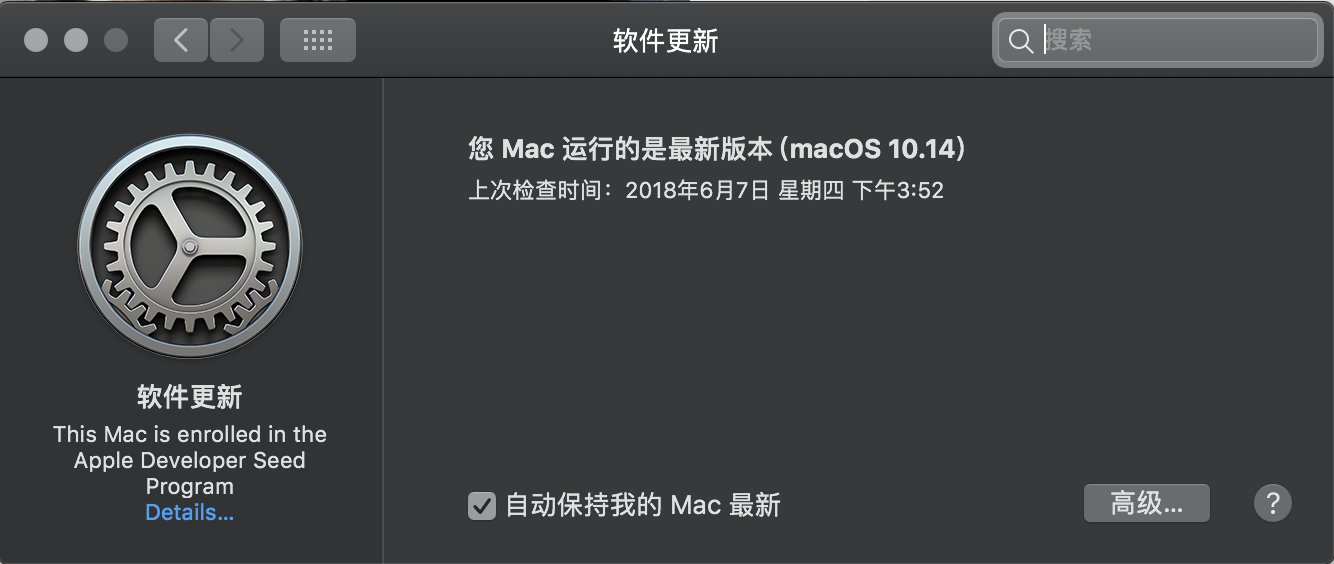 软件更新
搜索
您 Mac 运行的是最新版本 (macOS 10.14)
上次检查时间：2018年6月7日 星期四 下午3:52
软件更新
This Mac is enrolled in the
Apple Developer Seed
Program
Details...
自动保持我的 Mac 最新
高级...
?